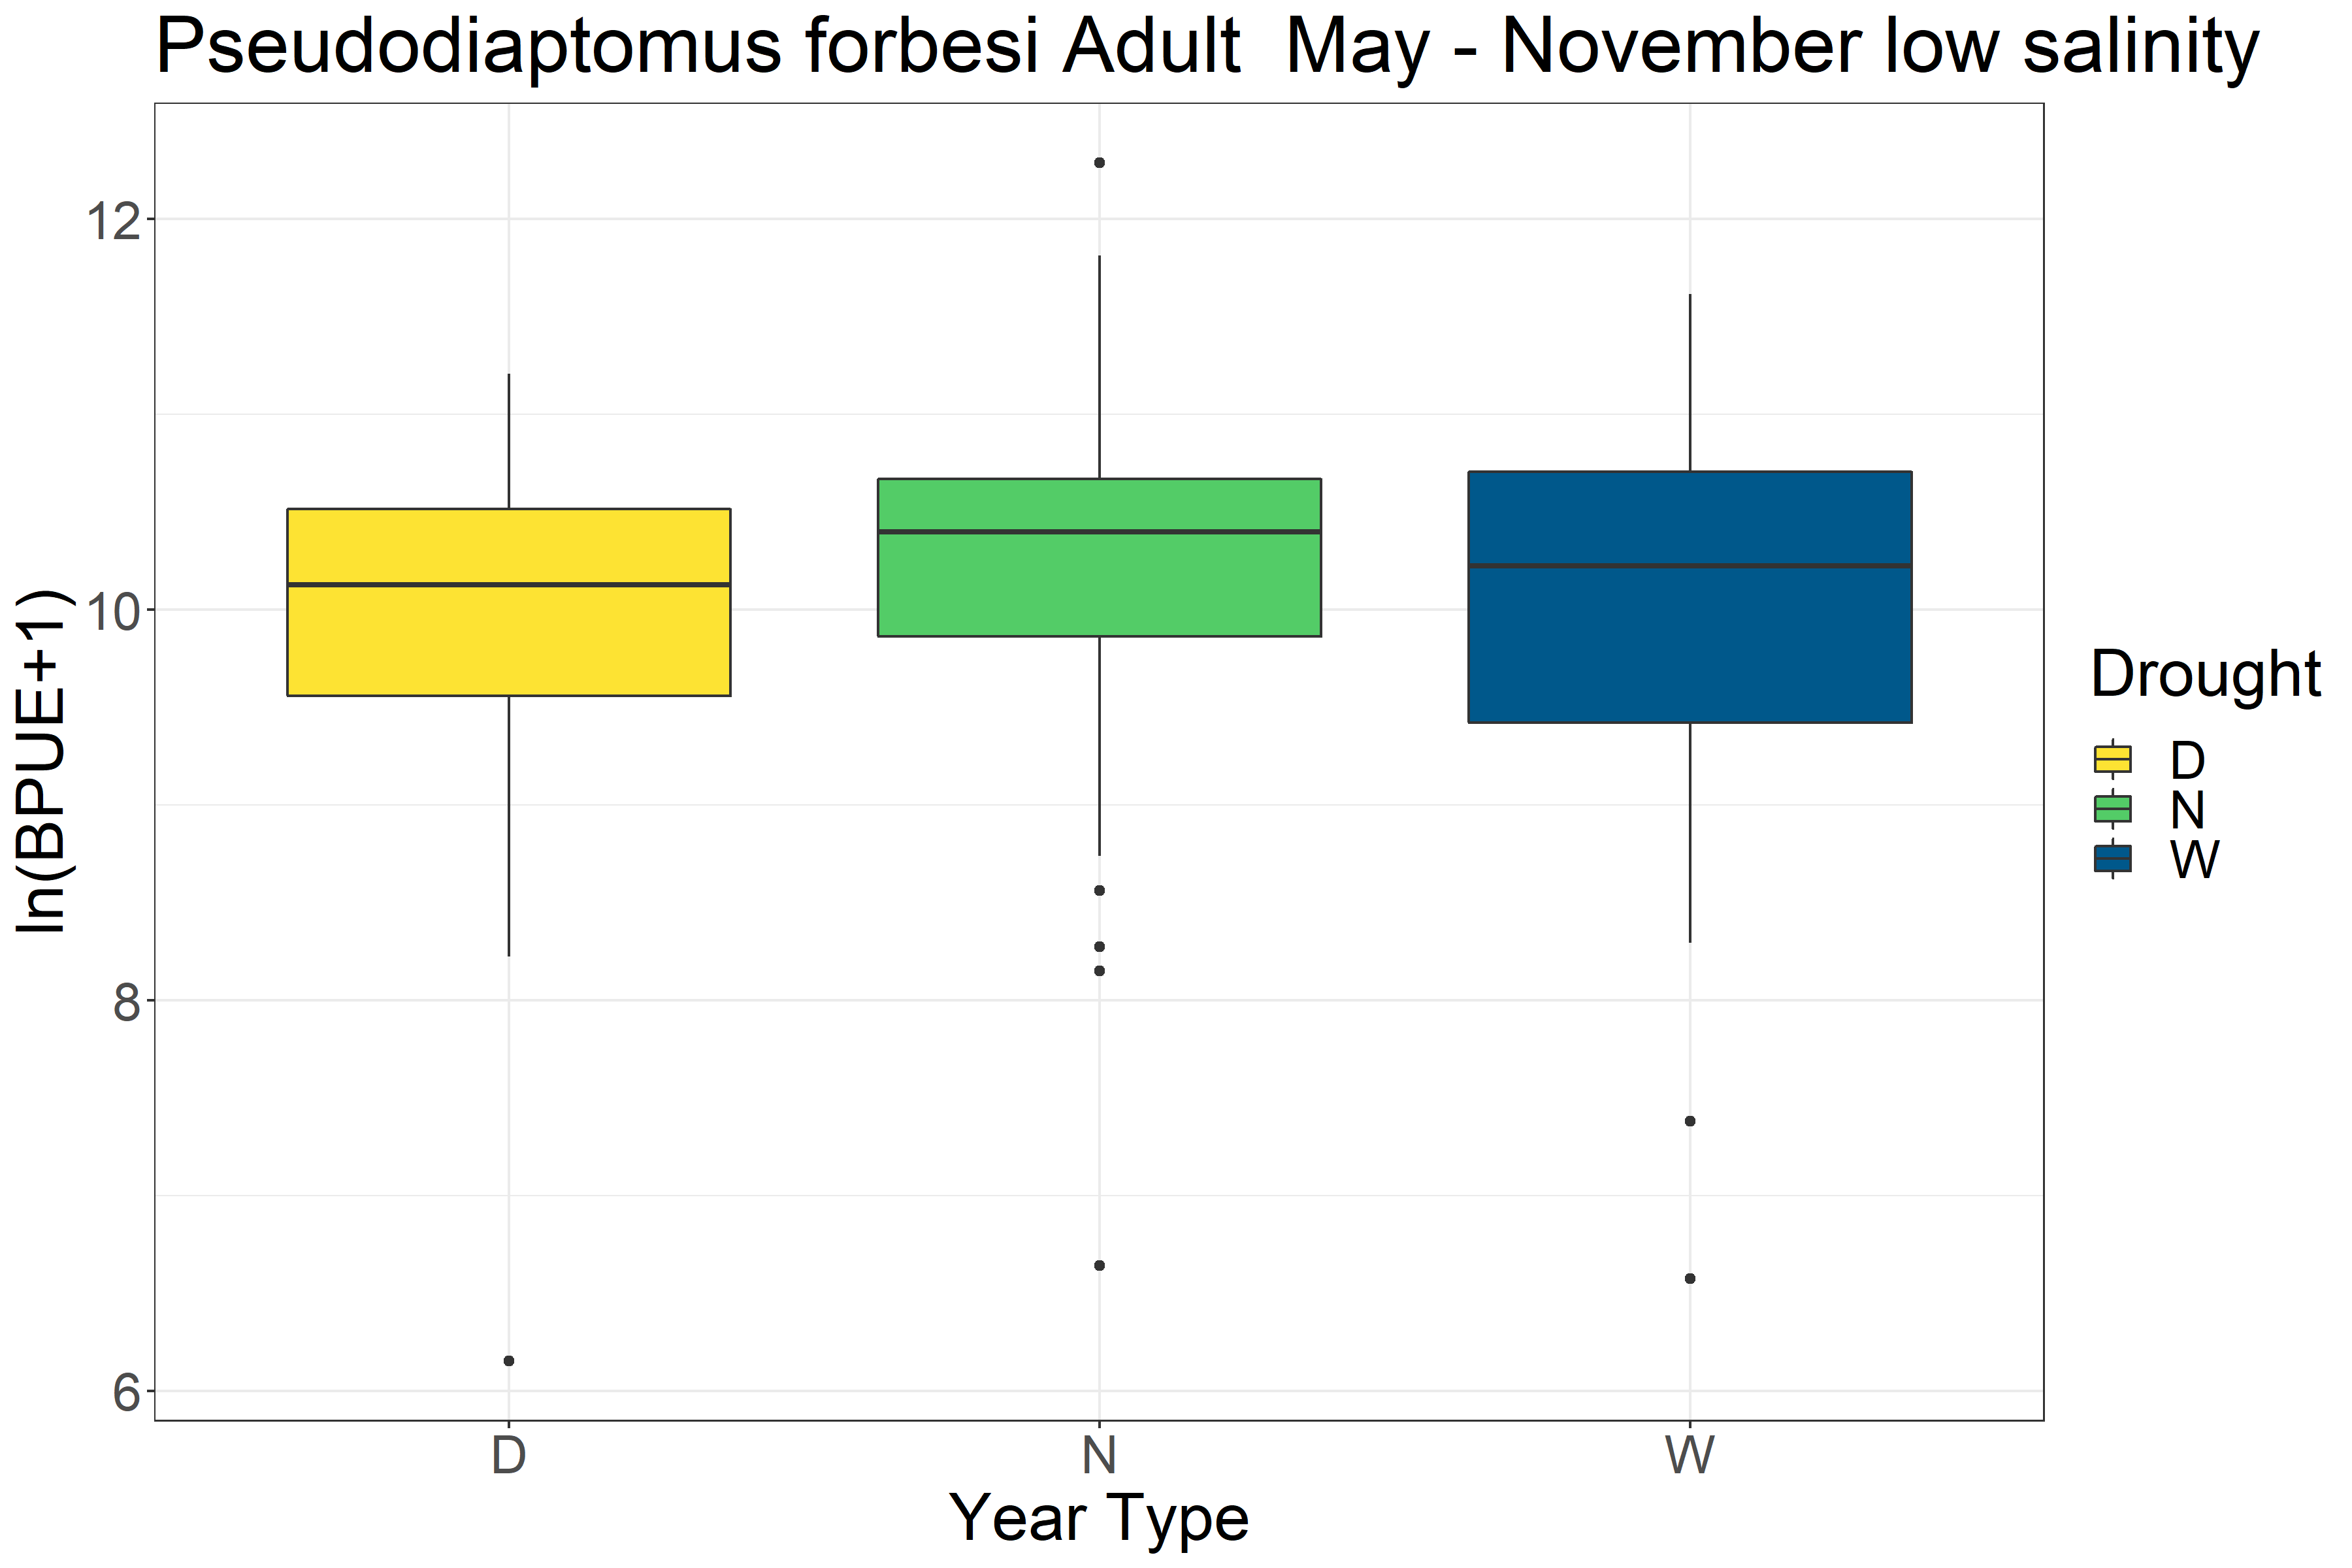 Pseudodiaptomus forbesi Adult  May - November low salinity
ln(BPUE+1)
12
10
8
6
D
N
W
Year Type
Drought
D
N
W